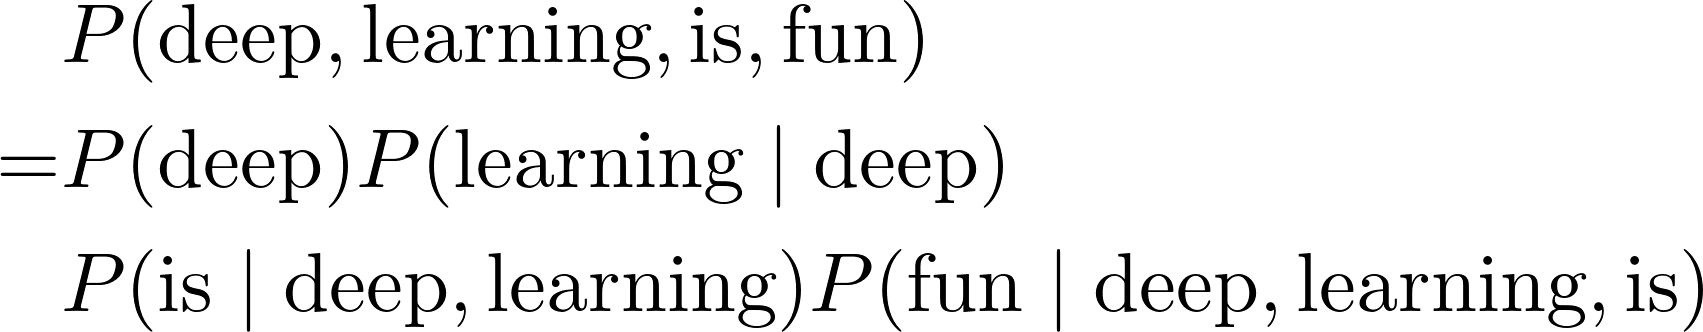 P(deep, learning, is, fun)
=P(deep)P(learning | deep)
P(is | deep, learning)P(fun | deep, learning, is)